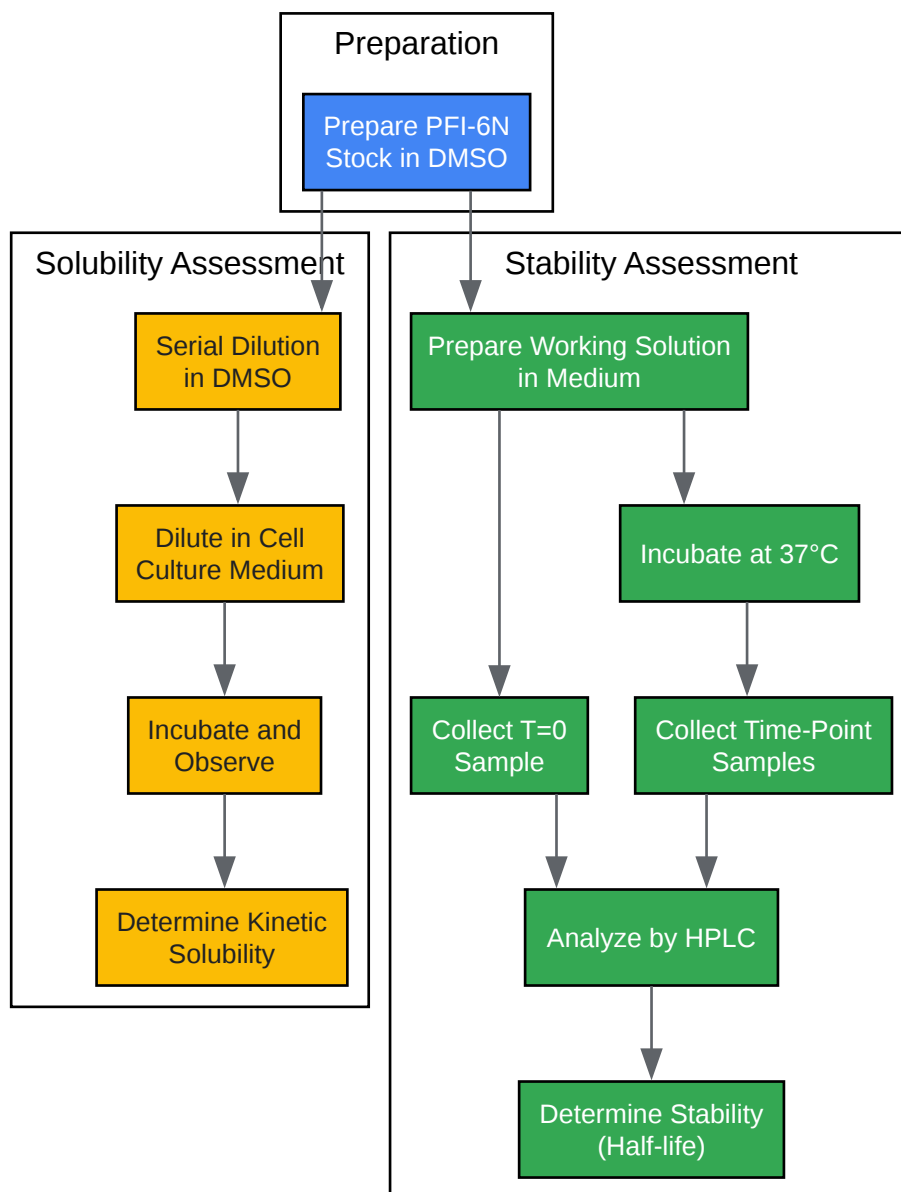 Preparation
Prepare PFI-6N
Stock in DMSO
Solubility Assessment
Serial Dilution
in DMSO
Dilute in Cell
Culture Medium
Incubate and
Observe
Determine Kinetic
Solubility
Stability Assessment
Prepare Working Solution
in Medium
Incubate at 37°C
Collect T=0
Sample
Collect Time-Point
Samples
Analyze by HPLC
Determine Stability
(Half-life)